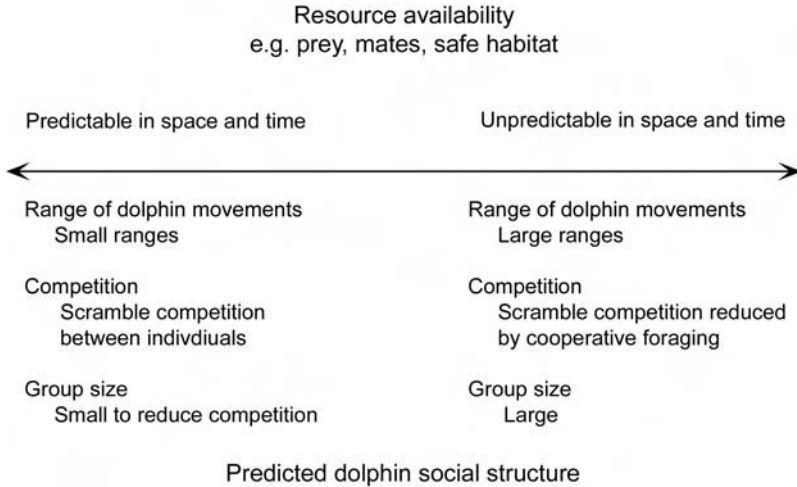 Resource availability
e.g. prey, mates, safe habitat
Predictable in space and time
Unpredictable in space and time
Range of dolphin movements
Small ranges
Competition
Scramble competition
between indivdiuals
Group size
Small to reduce competition
Range of dolphin movements
Large ranges
Competition
Scramble competition reduced
by cooperative foraging
Group size
Large
Predicted dolphin social structure